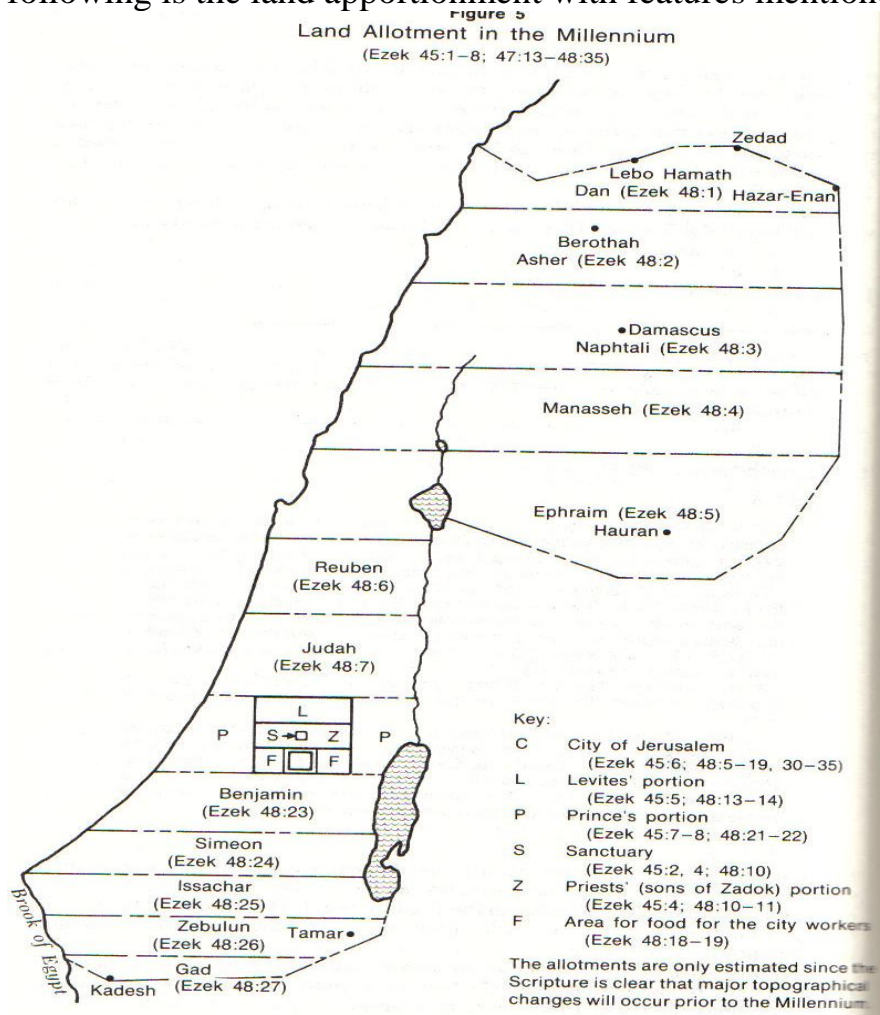 following is the land apportionment with features mention
Figure 5
Land Allotment in the Millennium
(Ezek 45:1–8; 47:13–48:35)
Zedad
Lebo Hamath
Dan (Ezek 48:1) Hazar-Enan
Berothah
Asher (Ezek 48:2)
Damascus
Naphtali (Ezek 48:3)
Manasseh (Ezek 48:4)
Ephraim (Ezek 48:5)
Hauran
Reuben
(Ezek 48:6)
Judah
(Ezek 48:7)
L
P S Z P
F F
Benjamin
(Ezek 48:23)
Simeon
(Ezek 48:24)
Issachar
(Ezek 48:25)
Zebulun
(Ezek 48:26)
Tamar
Gad
(Ezek 48:27)
Kadesh
Brook of Egypt
Key:
C City of Jerusalem
(Ezek 45:6; 48:5–19, 30–35)
L Levites' portion
(Ezek 45:5; 48:13–14)
P Prince's portion
(Ezek 45:7–8; 48:21–22)
S Sanctuary
(Ezek 45:2, 4; 48:10)
Z Priests' (sons of Zadok) portion
(Ezek 45:4; 48:10–11)
F Area for food for the city workers
(Ezek 48:18–19)
The allotments are only estimated since the
Scripture is clear that major topographical
changes will occur prior to the Millennium.